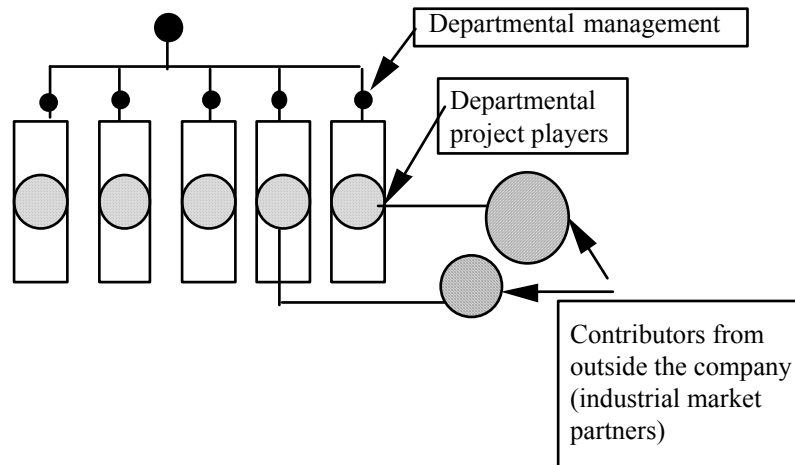 Departmental management
Departmental
project players
Contributors from
outside the company
(industrial market
partners)